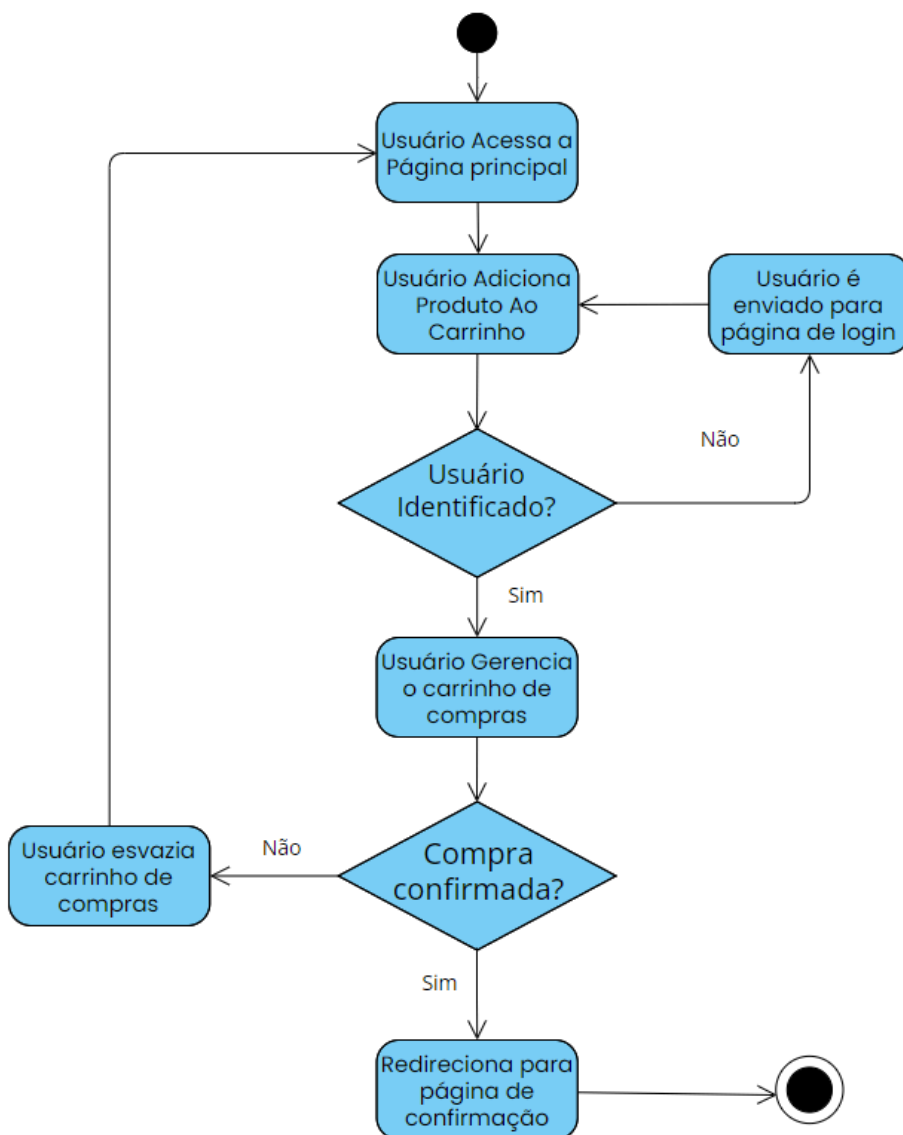 Usuário Acessa a
Página principal
Usuário Adiciona
Produto Ao
Carrinho
Usuário é
enviado para
página de login
Não
Usuário
Identificado?
Sim
Usuário Gerencia
o carrinho de
compras
Usuário esvazia
carrinho de
compras
Não
Compra
confirmada?
Sim
Redireciona para
página de
confirmação